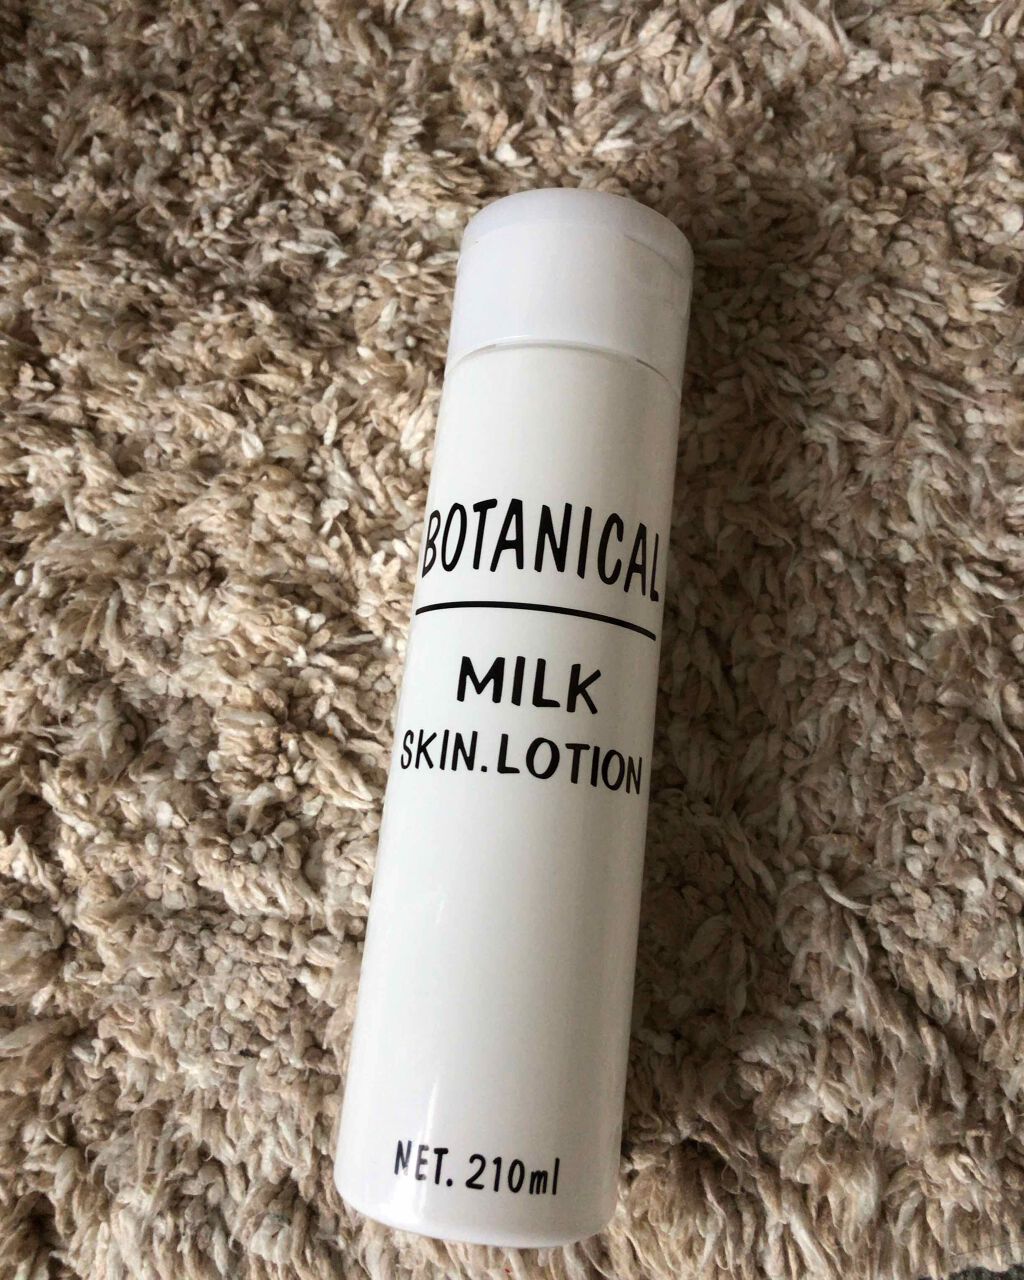 BOTANICAL
MILK
SKIN.LOTION
NET. 210ml